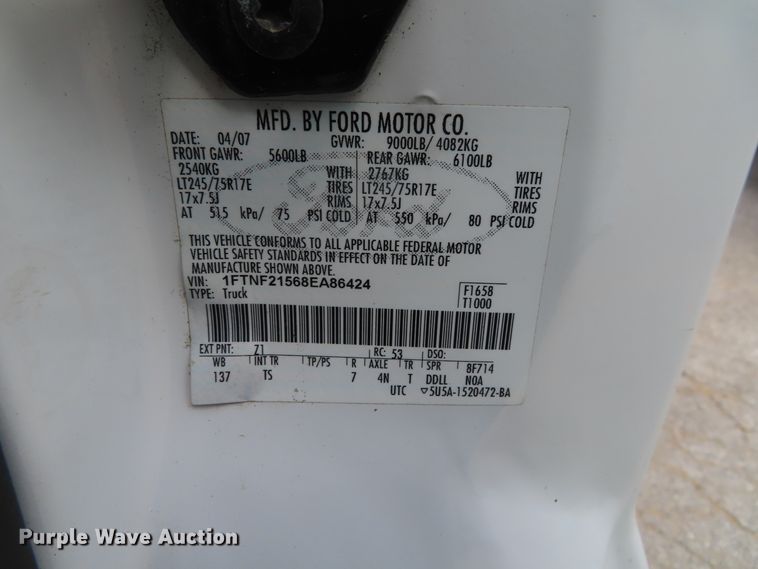 MFD. BY FORD MOTOR CO.
DATE: 04/07 GVWR: 9000LB/ 4082KG
FRONT GAWR: 5600LB REAR GAWR: 6100LB
2540KG WITH 2767KG WITH
LT245/75R17E TIRES LT245/75R17E TIRES
17x7.5J RIMS 17x7.5J RIMS
AT 515 kPa/ 75 PSI COLD AT 550 kPa/ 80 PSI COLD
Ford
THIS VEHICLE CONFORMS TO ALL APPLICABLE FEDERAL MOTOR
VEHICLE SAFETY STANDARDS IN EFFECT ON THE DATE OF
MANUFACTURE SHOWN ABOVE.
VIN: 1FTNF21568EA86424 F1658
TYPE: Truck T1000
EXT PNT: Z1 RC: 53 DSO:
WB INT TR TP/PS R AXLE TR SPR 8F714
137 TS 7 4N T DDLL N0A
UTC ▽5U5A-1520472-BA
Purple Wave Auction